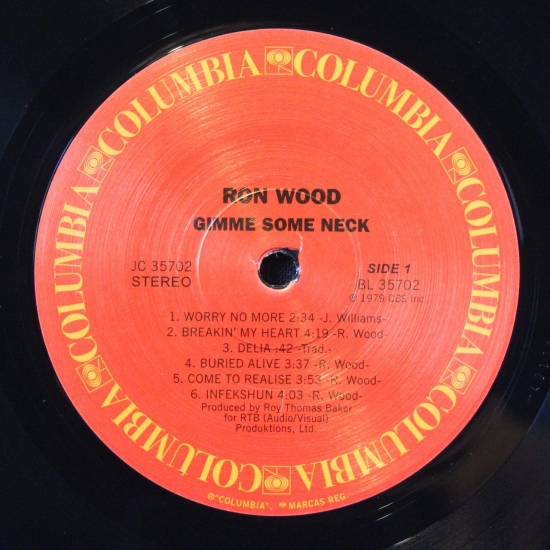 COLUMBIA COLUMBIA COLUMBIA COLUMBIA COLUMBIA COLUMBIA
RON WOOD
GIMME SOME NECK
JC 35702
STEREO
SIDE 1
BL 35702
℗ 1979 CBS Inc.
1. WORRY NO MORE 2:34 -J. Williams-
2. BREAKIN' MY HEART 4:19 -R. Wood-
3. DELIA :42 -Trad.-
4. BURIED ALIVE 3:37 -R. Wood-
5. COME TO REALISE 3:53 -R. Wood-
6. INFEKSHUN 4:03 -R. Wood-
Produced by Roy Thomas Baker
for RTB (Audio/Visual)
Produktions, Ltd.
®"COLUMBIA", MARCAS REG.